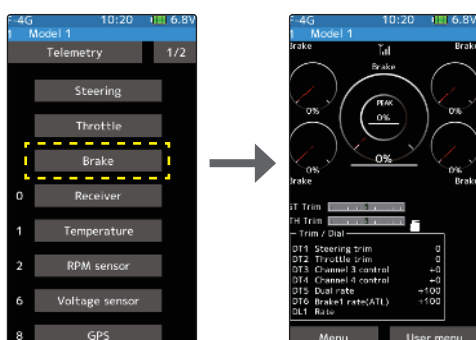 F-4G 10:20 6.8V
1 Model 1
Telemetry 1/2
Steering
Throttle
Brake
0 Receiver
1 Temperature
2 RPM sensor
6 Voltage sensor
8 GPS
F-4G 10:20 6.8V
1 Model 1
Brake Brake
Brake
PEAK
0%
0% 0%
0%
0% 0%
Brake Brake
ST Trim
TH Trim
Trim / Dial
DT1 Steering trim 0
DT2 Throttle trim 0
DT3 Channel 3 control +0
DT4 Channel 4 control +0
DT5 Dual rate +100
DT6 Brake1 rate(ATL) +100
DL1 Rate
Menu User menu